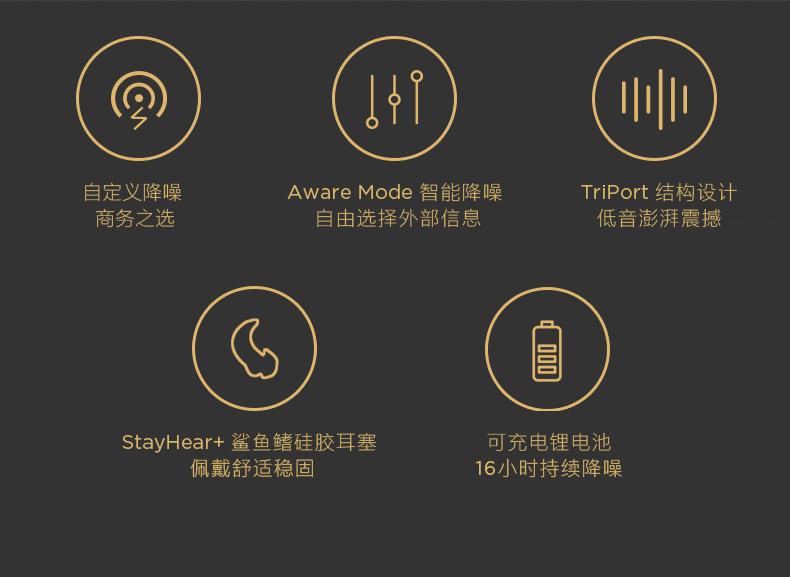 自定义降噪
商务之选
Aware Mode 智能降噪
自由选择外部信息
TriPort 结构设计
低音澎湃震撼
StayHear+ 鲨鱼鳍硅胶耳塞
佩戴舒适稳固
可充电锂电池
16小时持续降噪